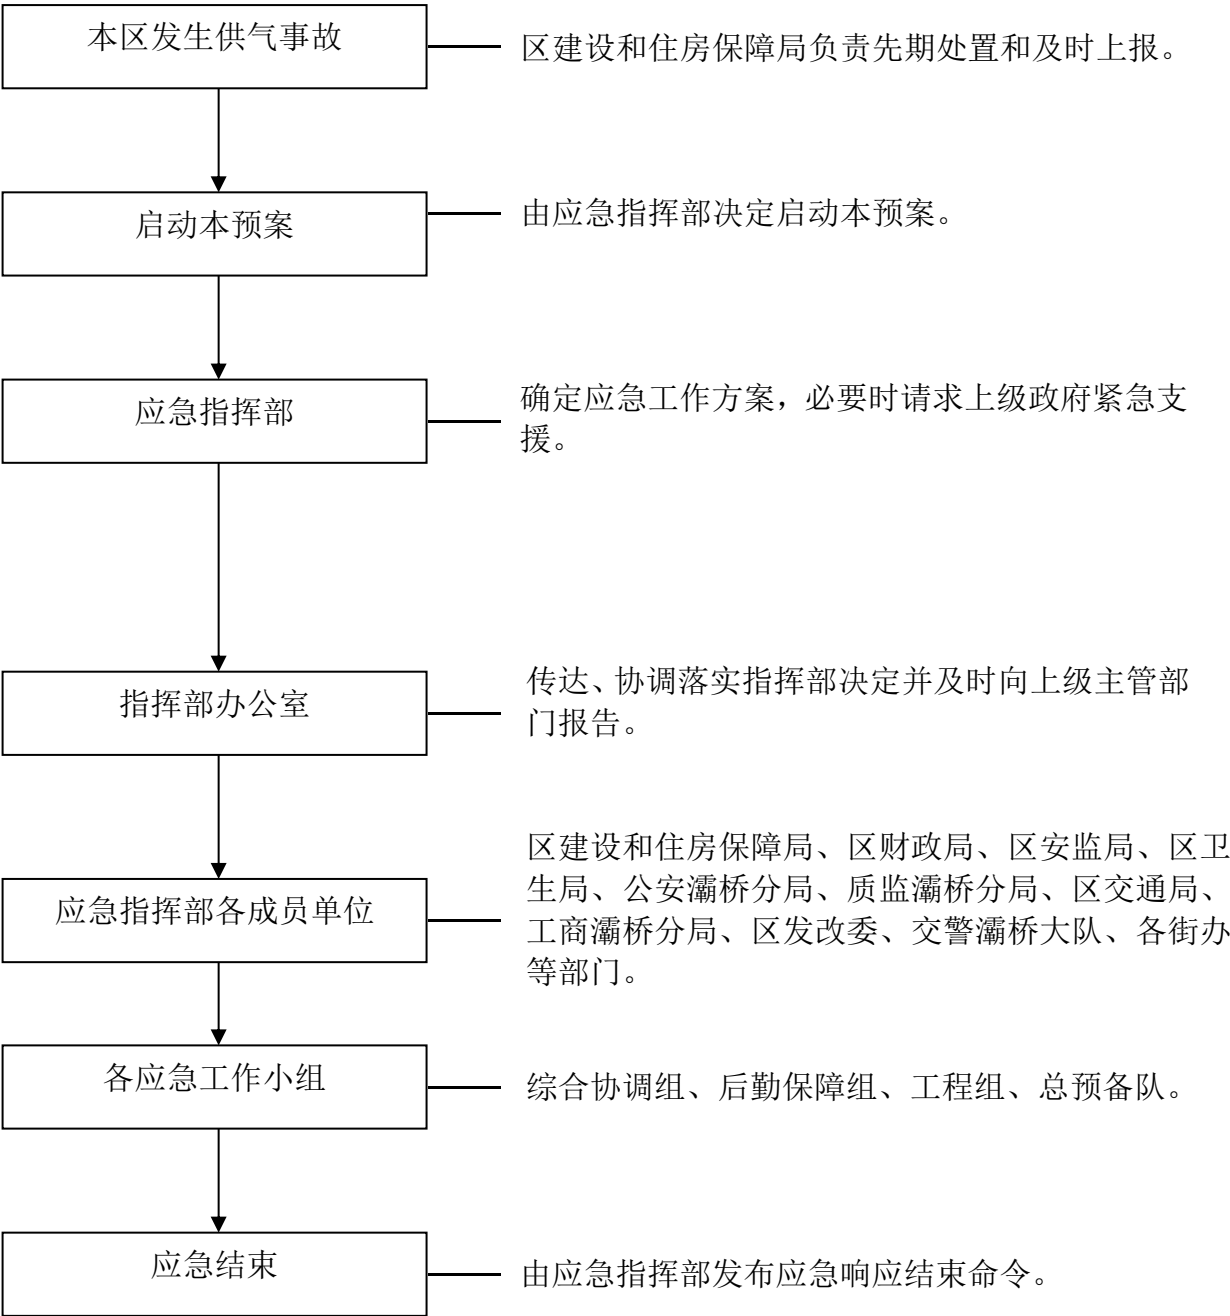 本区发生供气事故
区建设和住房保障局负责先期处置和及时上报。
启动本预案
由应急指挥部决定启动本预案。
应急指挥部
确定应急工作方案，必要时请求上级政府紧急支
援。
指挥部办公室
传达、协调落实指挥部决定并及时向上级主管部
门报告。
应急指挥部各成员单位
区建设和住房保障局、区财政局、区安监局、区卫
生局、公安灞桥分局、质监灞桥分局、区交通局、
工商灞桥分局、区发改委、交警灞桥大队、各街办
等部门。
各应急工作小组
综合协调组、后勤保障组、工程组、总预备队。
应急结束
由应急指挥部发布应急响应结束命令。